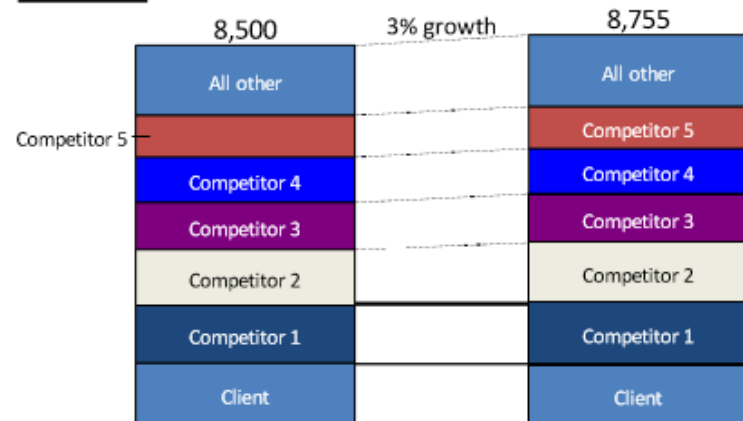 8,500
3% growth
8,755
All other
All other
Competitor 5
Competitor 5
Competitor 4
Competitor 4
Competitor 3
Competitor 3
Competitor 2
Competitor 2
Competitor 1
Competitor 1
Client
Client